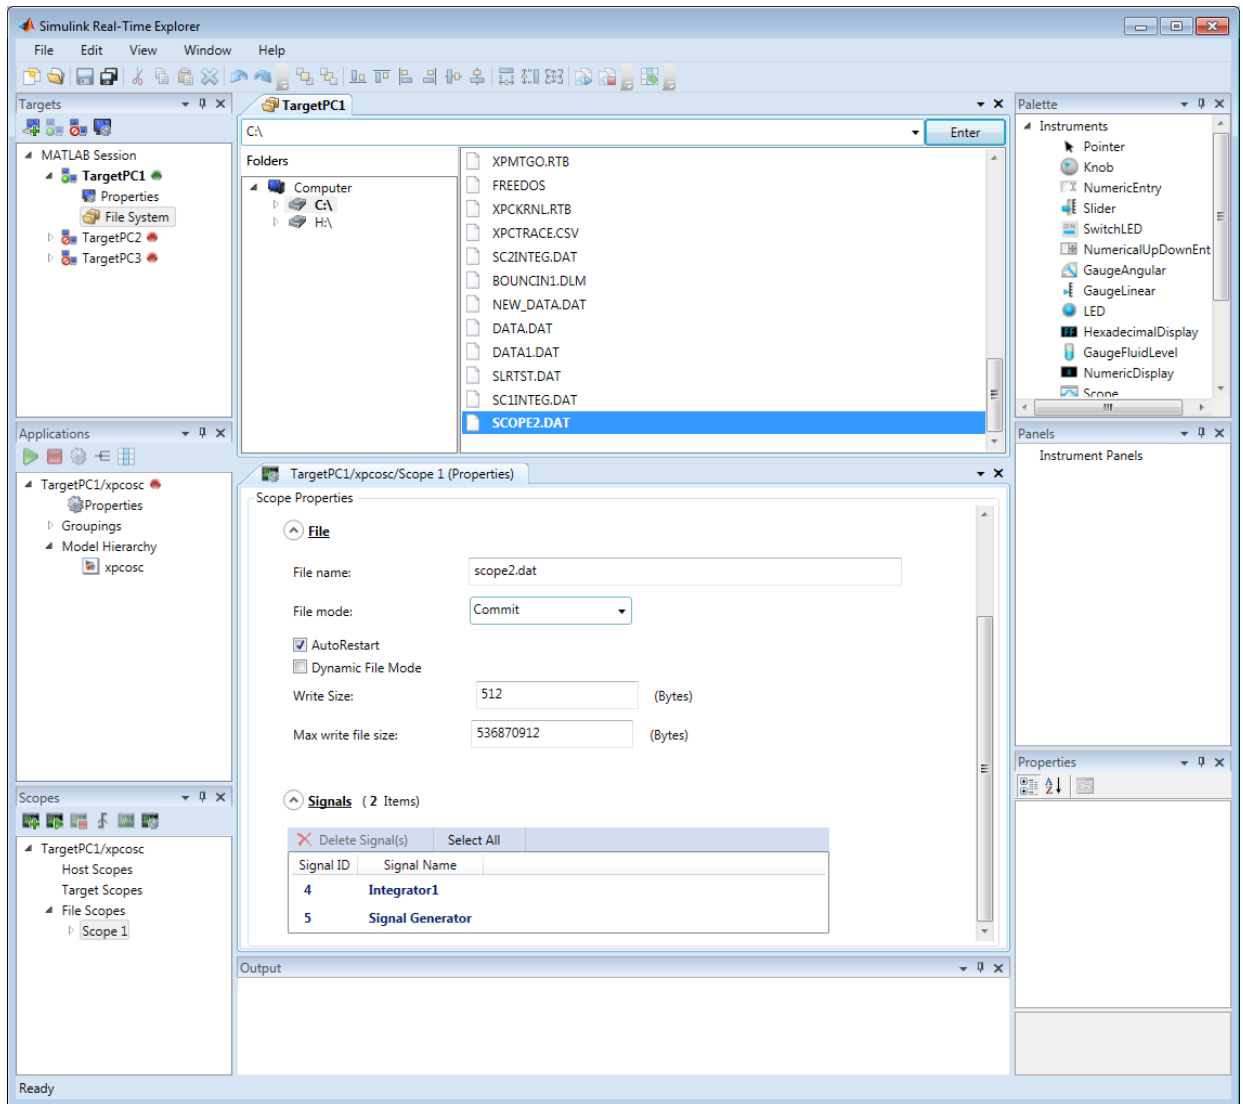 Simulink Real-Time Explorer
File Edit View Window Help
Targets
MATLAB Session
TargetPC1
Properties
File System
TargetPC2
TargetPC3
TargetPC1
C:\
Enter
Folders
Computer
C:\
H:\
XPMTGO.RTB
FREEDOS
XPCKRNL.RTB
XPCTRACE.CSV
SC2INTEG.DAT
BOUNCIN1.DLM
NEW_DATA.DAT
DATA.DAT
DATA1.DAT
SLRTST.DAT
SC1INTEG.DAT
SCOPE2.DAT
Palette
Instruments
Pointer
Knob
NumericEntry
Slider
SwitchLED
NumericalUpDownEnt
GaugeAngular
GaugeLinear
LED
HexadecimalDisplay
GaugeFluidLevel
NumericDisplay
Scope
Applications
TargetPC1/xpcosc
Properties
Groupings
Model Hierarchy
xpcosc
TargetPC1/xpcosc/Scope 1 (Properties)
Scope Properties
File
File name: scope2.dat
File mode: Commit
AutoRestart
Dynamic File Mode
Write Size: 512 (Bytes)
Max write file size: 536870912 (Bytes)
Signals ( 2 Items)
Delete Signal(s) Select All
Signal ID Signal Name
4 Integrator1
5 Signal Generator
Panels
Instrument Panels
Properties
Scopes
TargetPC1/xpcosc
Host Scopes
Target Scopes
File Scopes
Scope 1
Output
Ready